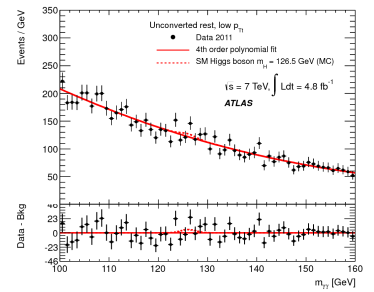 Events / GeV
350
300
250
200
150
100
50
Unconverted rest, low p_Tt
Data 2011
4th order polynomial fit
SM Higgs boson m_H = 126.5 GeV (MC)
√s = 7 TeV, ∫ Ldt = 4.8 fb⁻¹
ATLAS
Data - Bkg
46
23
0
-23
-46
100 110 120 130 140 150 160
m_γγ [GeV]